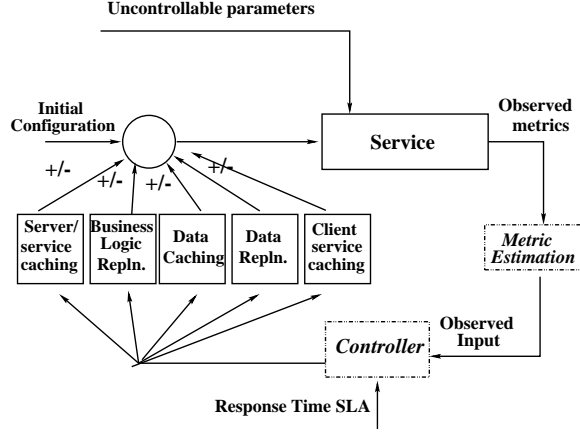 Uncontrollable parameters
Initial
Configuration
Observed
metrics
Service
+/-
+/-
+/-
+/-
Server/
service
caching
Business
Logic
Repln.
Data
Caching
Data
Repln.
Client
service
caching
Metric
Estimation
Observed
Input
Controller
Response Time SLA